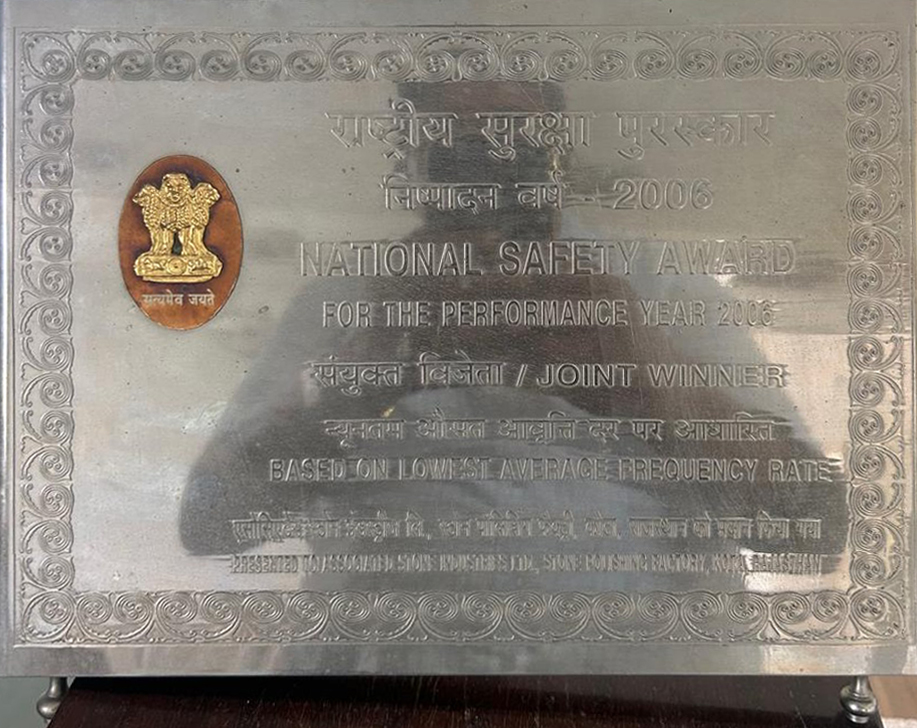 सत्यमेव जयते
राष्ट्रीय सुरक्षा पुरस्कार
निष्पादन वर्ष - 2006
NATIONAL SAFETY AWARD
FOR THE PERFORMANCE YEAR 2006
संयुक्त विजेता / JOINT WINNER
न्यूनतम औसत आवृत्ति दर पर आधारित
BASED ON LOWEST AVERAGE FREQUENCY RATE
स्टोन पालिशिंग फैक्ट्री, कोटा, राजस्थान को प्रदान किया गया
PRESENTED TO ASSOCIATED STONE INDUSTRIES LTD., STONE POLISHING FACTORY, KOTA, RAJASTHAN